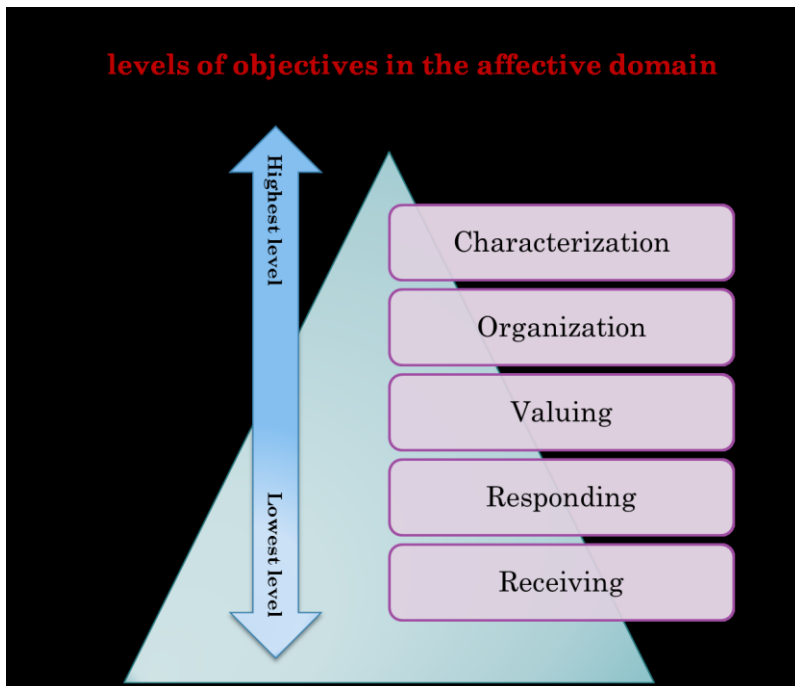 levels of objectives in the affective domain
Highest level
Characterization
Organization
Valuing
Responding
Lowest level
Receiving